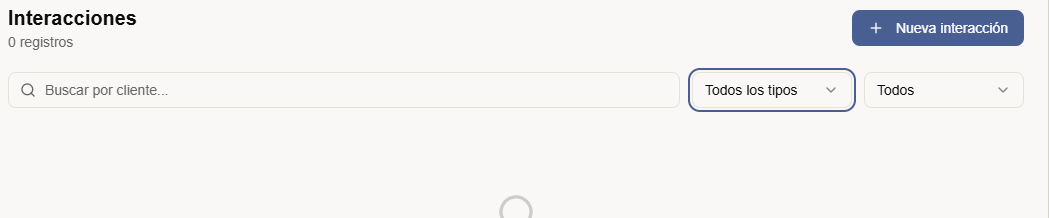 Interacciones
0 registros
Nueva interacción
Buscar por cliente...
Todos los tipos
Todos